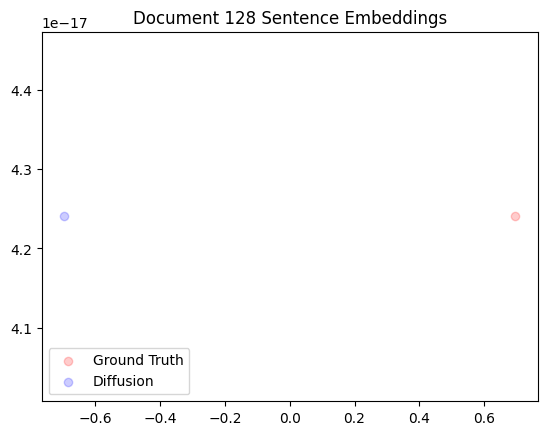 Document 128 Sentence Embeddings
1e−17
4.4
4.3
4.2
4.1
Ground Truth
Diffusion
−0.6 −0.4 −0.2 0.0 0.2 0.4 0.6